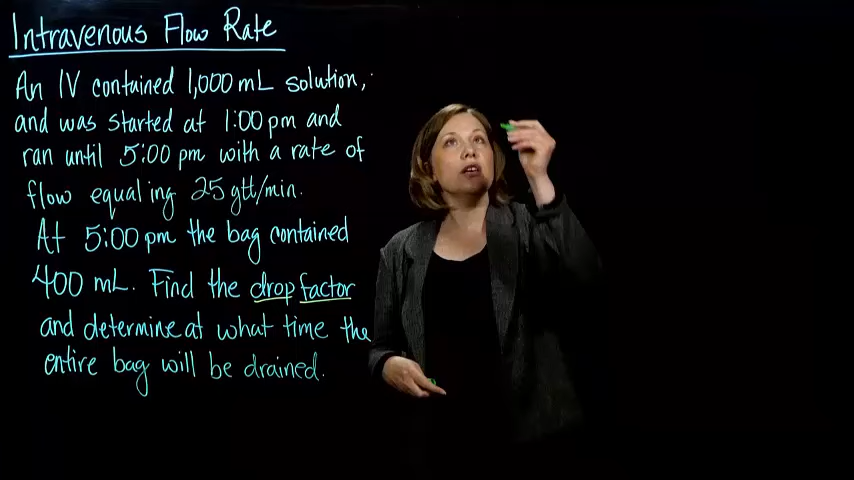 Intravenous Flow Rate
An IV contained 1,000 mL solution,
and was started at 1:00 pm and
ran until 5:00 pm with a rate of
flow equaling 25 gtt/min.
At 5:00 pm the bag contained
400 mL. Find the drop factor
and determine at what time the
entire bag will be drained.